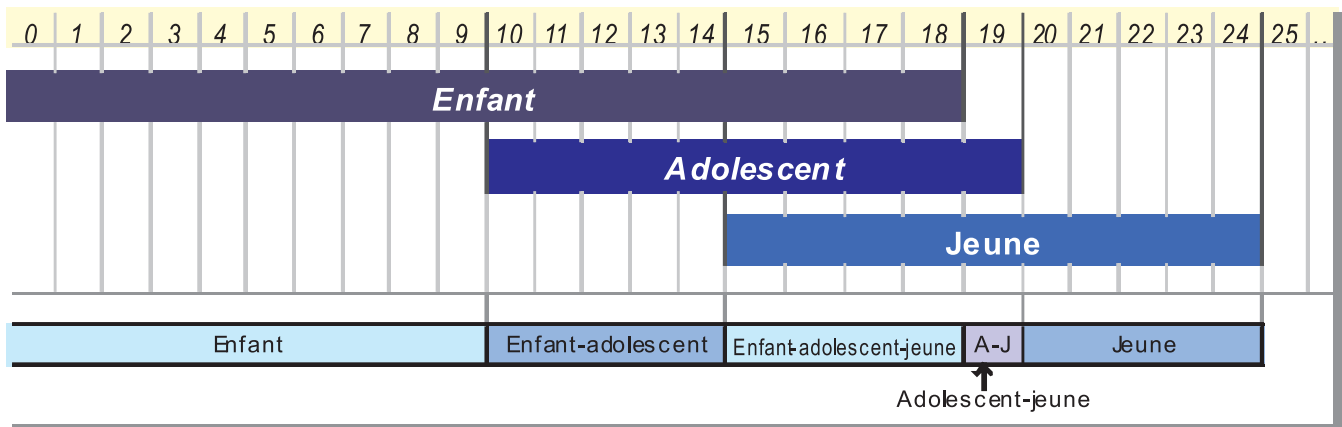 0 1 2 3 4 5 6 7 8 9 10 11 12 13 14 15 16 17 18 19 20 21 22 23 24 25 ..
Enfant
Adolescent
Jeune
Enfant Enfant-adolescent Enfant-adolescent-jeune A-J Jeune
Adolescent-jeune